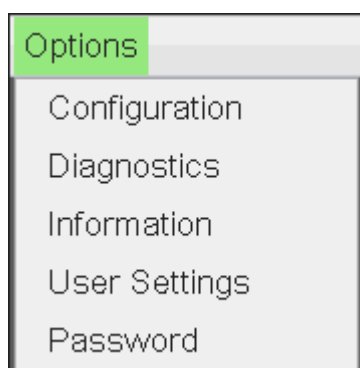 Options
Configuration
Diagnostics
Information
User Settings
Password